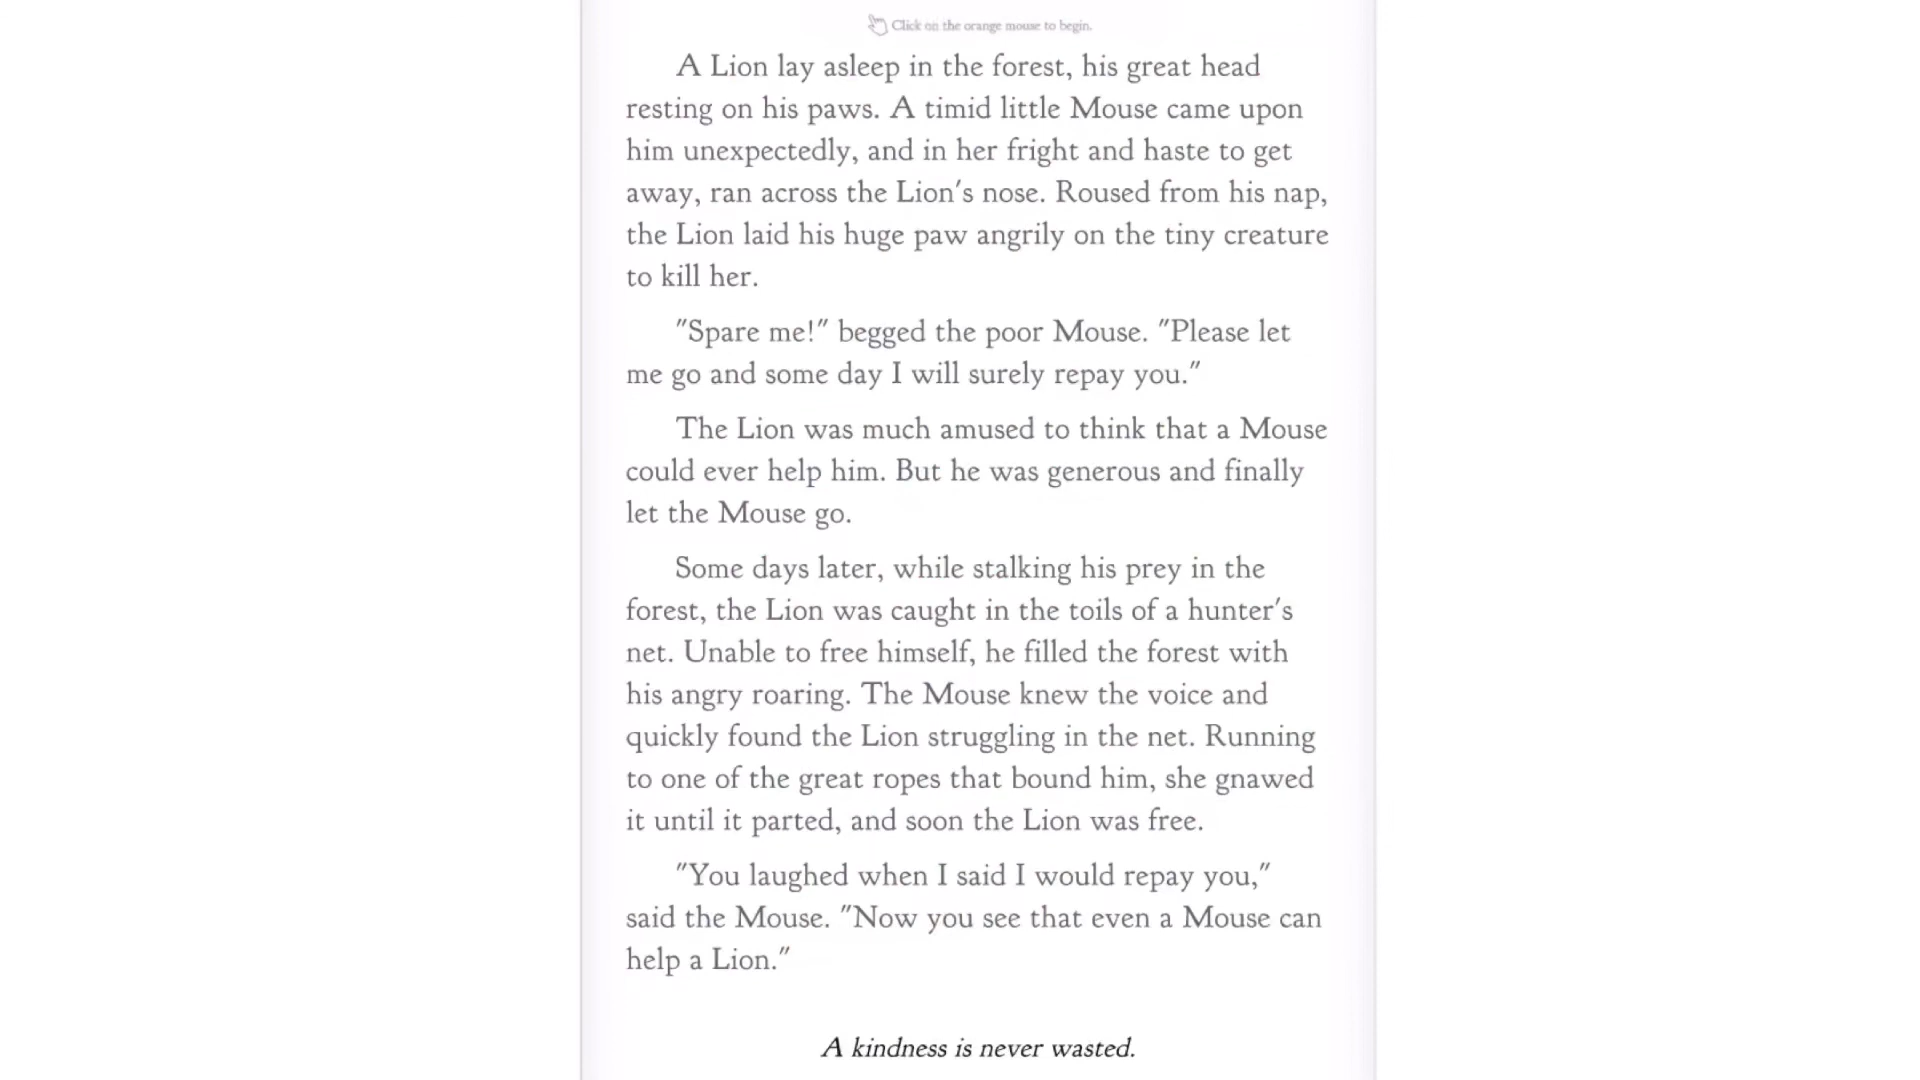 Click on the orange mouse to begin.
A Lion lay asleep in the forest, his great head
resting on his paws. A timid little Mouse came upon
him unexpectedly, and in her fright and haste to get
away, ran across the Lion's nose. Roused from his nap,
the Lion laid his huge paw angrily on the tiny creature
to kill her.
"Spare me!" begged the poor Mouse. "Please let
me go and some day I will surely repay you."
The Lion was much amused to think that a Mouse
could ever help him. But he was generous and finally
let the Mouse go.
Some days later, while stalking his prey in the
forest, the Lion was caught in the toils of a hunter's
net. Unable to free himself, he filled the forest with
his angry roaring. The Mouse knew the voice and
quickly found the Lion struggling in the net. Running
to one of the great ropes that bound him, she gnawed
it until it parted, and soon the Lion was free.
"You laughed when I said I would repay you,"
said the Mouse. "Now you see that even a Mouse can
help a Lion."
A kindness is never wasted.